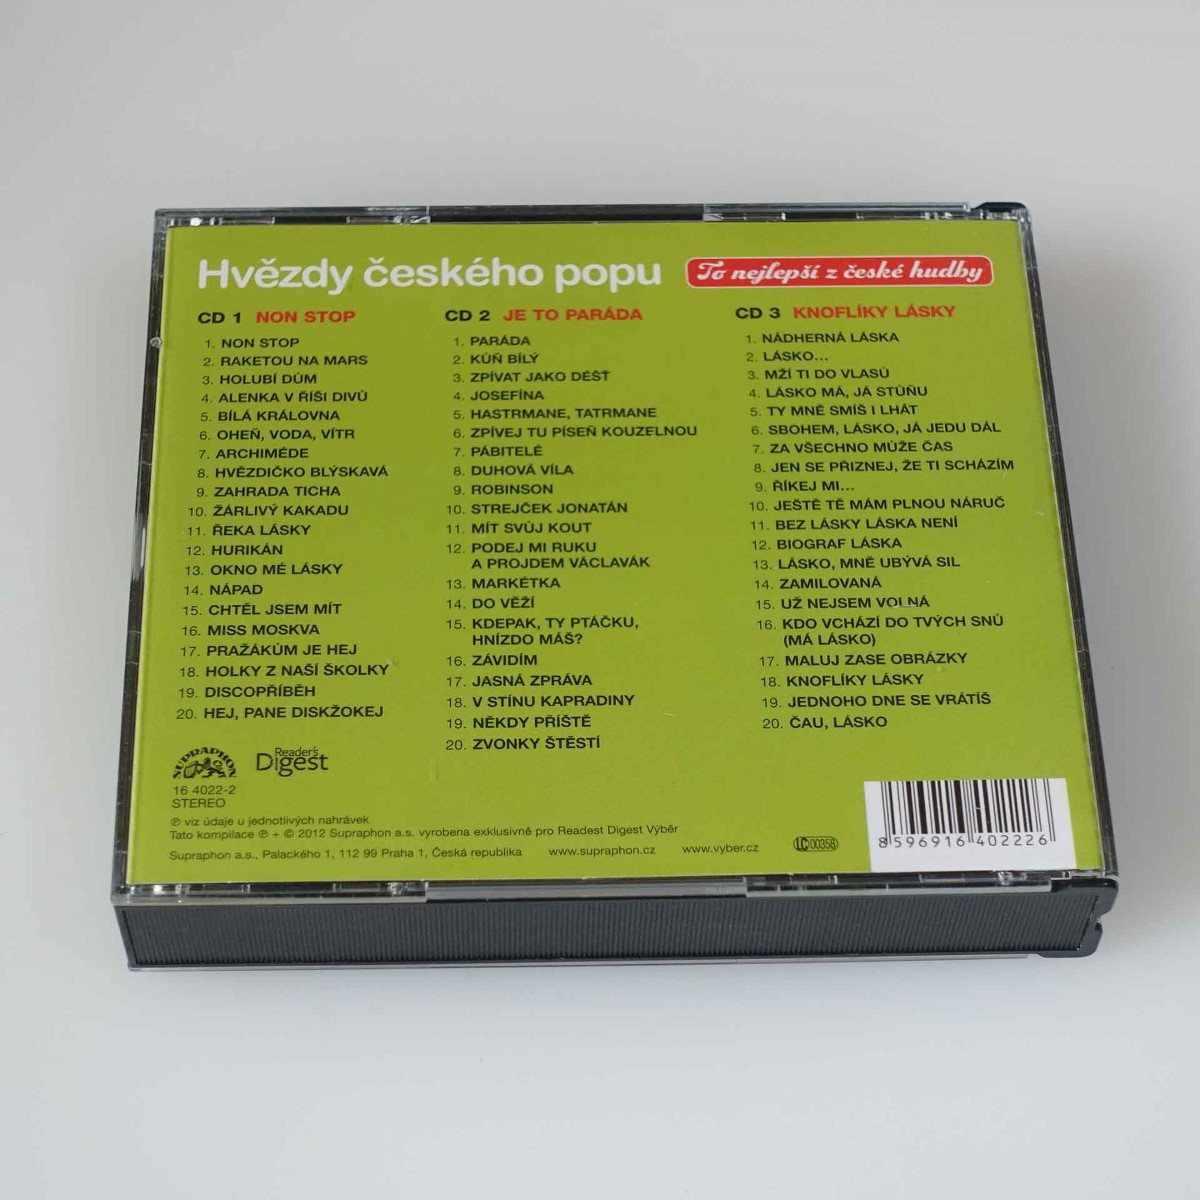 Hvězdy českého popu
To nejlepší z české hudby
CD 1 NON STOP
1. NON STOP
2. RAKETOU NA MARS
3. HOLUBÍ DŮM
4. ALENKA V ŘÍŠI DIVŮ
5. BÍLÁ KRÁLOVNA
6. OHEŇ, VODA, VÍTR
7. ARCHIMÉDE
8. HVĚZDIČKO BLÝSKAVÁ
9. ZAHRADA TICHA
10. ŽÁRLIVÝ KAKADU
11. ŘEKA LÁSKY
12. HURIKÁN
13. OKNO MÉ LÁSKY
14. NÁPAD
15. CHTĚL JSEM MÍT
16. MISS MOSKVA
17. PRAŽÁKŮM JE HEJ
18. HOLKY Z NAŠÍ ŠKOLKY
19. DISCOPŘÍBĚH
20. HEJ, PANE DISKŽOKEJ
CD 2 JE TO PARÁDA
1. PARÁDA
2. KŮŇ BÍLÝ
3. ZPÍVAT JAKO DÉŠŤ
4. JOSEFÍNA
5. HASTRMANE, TATRMANE
6. ZPÍVEJ TU PÍSEŇ KOUZELNOU
7. PÁBITELÉ
8. DUHOVÁ VÍLA
9. ROBINSON
10. STREJČEK JONATÁN
11. MÍT SVŮJ KOUT
12. PODEJ MI RUKU
A PROJDEM VÁCLAVÁK
13. MARKÉTKA
14. DO VĚŽÍ
15. KDEPAK, TY PTÁČKU,
HNÍZDO MÁŠ?
16. ZÁVIDÍM
17. JASNÁ ZPRÁVA
18. V STÍNU KAPRADINY
19. NĚKDY PŘÍŠTĚ
20. ZVONKY ŠTĚSTÍ
CD 3 KNOFLÍKY LÁSKY
1. NÁDHERNÁ LÁSKA
2. LÁSKO...
3. MŽÍ TI DO VLASŮ
4. LÁSKO MÁ, JÁ STŮŇU
5. TY MNĚ SMÍŠ I LHÁT
6. SBOHEM, LÁSKO, JÁ JEDU DÁL
7. ZA VŠECHNO MŮŽE ČAS
8. JEN SE PŘIZNEJ, ŽE TI SCHÁZÍM
9. ŘÍKEJ MI...
10. JEŠTĚ TĚ MÁM PLNOU NÁRUČ
11. BEZ LÁSKY LÁSKA NENÍ
12. BIOGRAF LÁSKA
13. LÁSKO, MNĚ UBÝVÁ SIL
14. ZAMILOVANÁ
15. UŽ NEJSEM VOLNÁ
16. KDO VCHÁZÍ DO TVÝCH SNŮ
(MÁ LÁSKO)
17. MALUJ ZASE OBRÁZKY
18. KNOFLÍKY LÁSKY
19. JEDNOHO DNE SE VRÁTÍŠ
20. ČAU, LÁSKO
SUPRAPHON
Reader's
Digest
16 4022-2
STEREO
℗ viz údaje u jednotlivých nahrávek
Tato kompilace ℗ + © 2012 Supraphon a.s. vyrobena exklusivně pro Readest Digest Výběr
Supraphon a.s., Palackého 1, 112 99 Praha 1, Česká republika www.supraphon.cz www.vyber.cz LC 00358
8 596916 402226